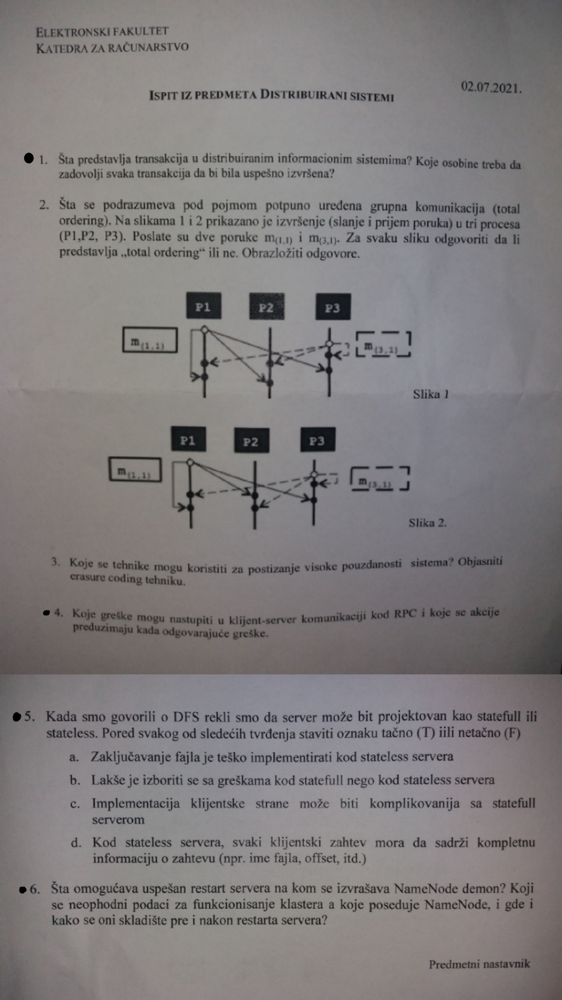 ELEKTRONSKI FAKULTET
KATEDRA ZA RAČUNARSTVO
02.07.2021.
ISPIT IZ PREDMETA DISTRIBUIRANI SISTEMI
1. Šta predstavlja transakcija u distribuiranim informacionim sistemima? Koje osobine treba da
zadovolji svaka transakcija da bi bila uspešno izvršena?
2. Šta se podrazumeva pod pojmom potpuno uređena grupna komunikacija (total
ordering). Na slikama 1 i 2 prikazano je izvršenje (slanje i prijem poruka) u tri procesa
(P1,P2, P3). Poslate su dve poruke m(1,1) i m(3,1). Za svaku sliku odgovoriti da li
predstavlja „total ordering“ ili ne. Obrazložiti odgovore.
P1 P2 P3
m(1,1) m(3,1)
Slika 1
P1 P2 P3
m(1,1) m(3,1)
Slika 2.
3. Koje se tehnike mogu koristiti za postizanje visoke pouzdanosti sistema? Objasniti
erasure coding tehniku.
4. Koje greške mogu nastupiti u klijent-server komunikaciji kod RPC i koje se akcije
preduzimaju kada odgovarajuće greške.
5. Kada smo govorili o DFS rekli smo da server može bit projektovan kao statefull ili
stateless. Pored svakog od sledećih tvrđenja staviti oznaku tačno (T) iili netačno (F)
a. Zaključavanje fajla je teško implementirati kod stateless servera
b. Lakše je izboriti se sa greškama kod statefull nego kod stateless servera
c. Implementacija klijentske strane može biti komplikovanija sa statefull
serverom
d. Kod stateless servera, svaki klijentski zahtev mora da sadrži kompletnu
informaciju o zahtevu (npr. ime fajla, offset, itd.)
6. Šta omogućava uspešan restart servera na kom se izvrašava NameNode demon? Koji
se neophodni podaci za funkcionisanje klastera a koje poseduje NameNode, i gde i
kako se oni skladište pre i nakon restarta servera?
Predmetni nastavnik